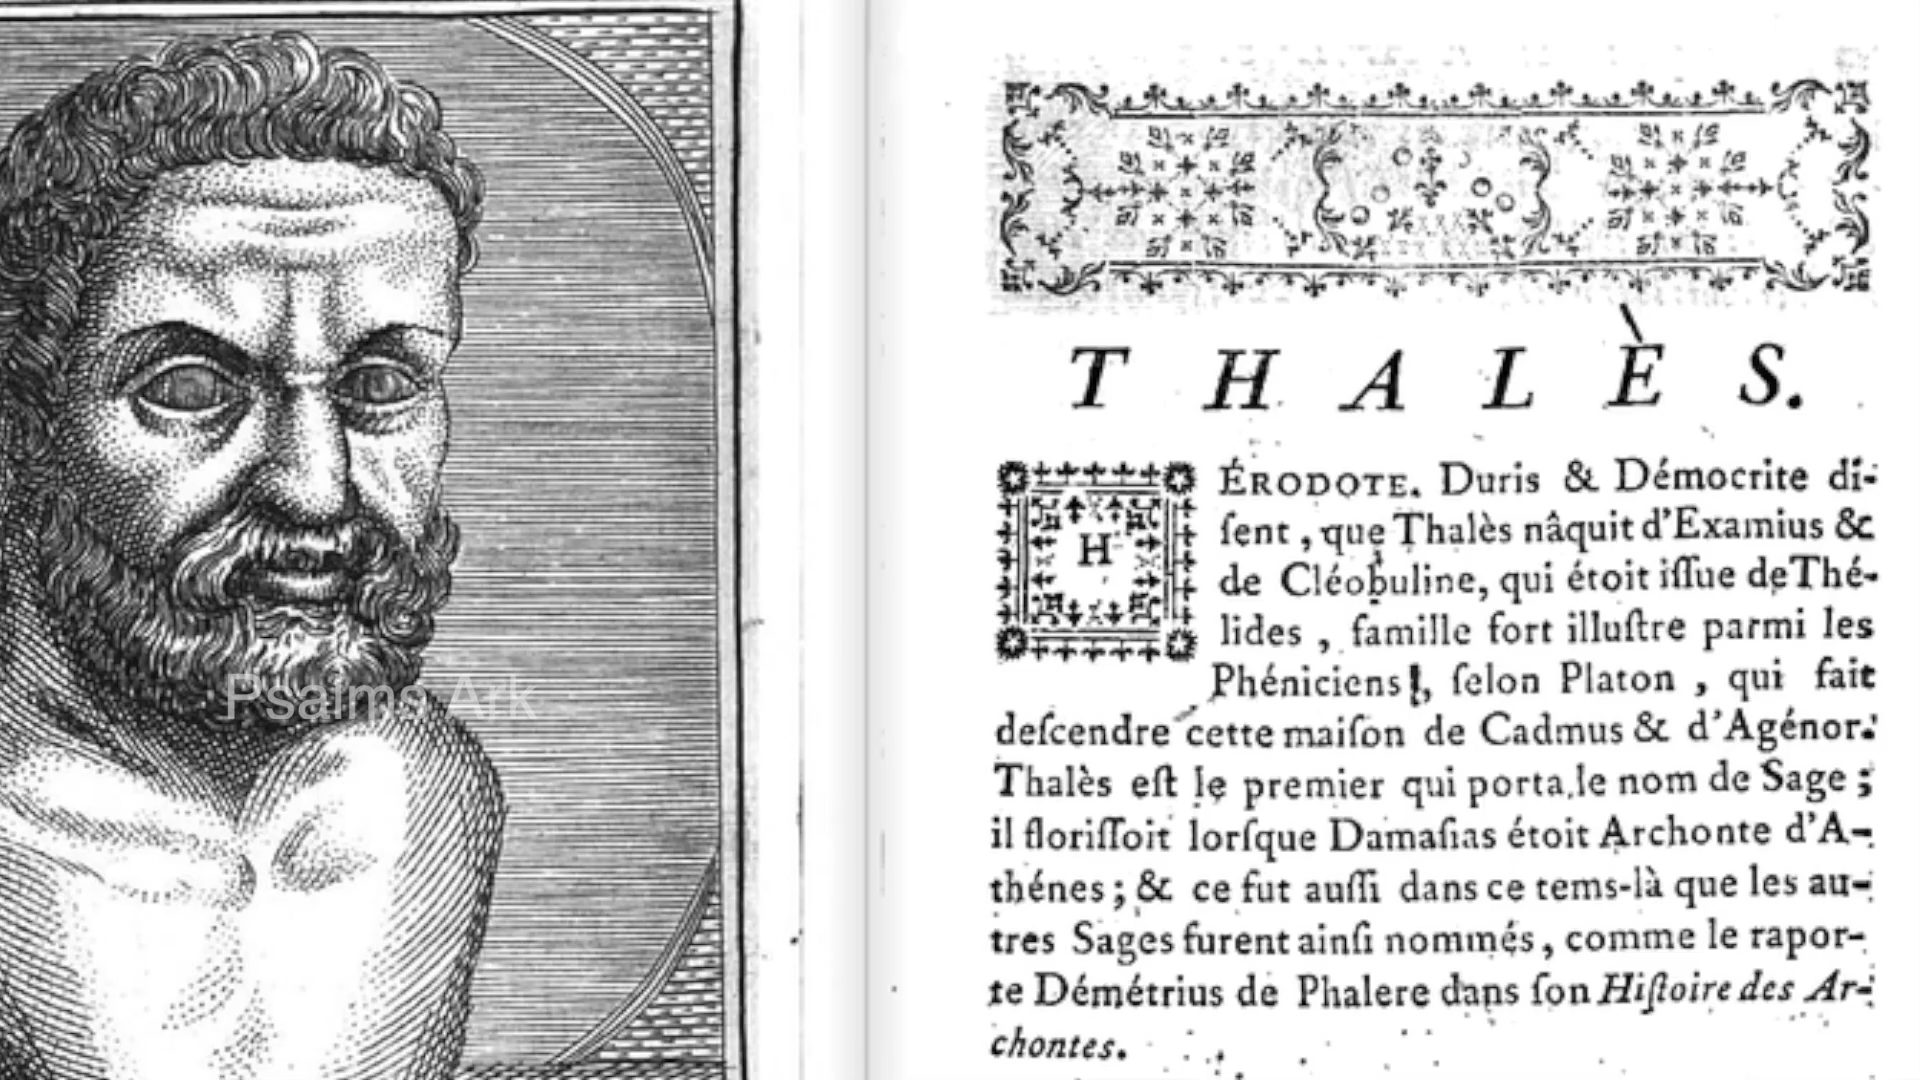 Psalms Ark
THALÈS.
HÉRODOTE. Duris & Démocrite di-
ſent, que Thalès nâquit d'Examius &
de Cléobuline, qui étoit iſſue de Thé-
lides, famille fort illuſtre parmi les
Phéniciens, ſelon Platon, qui fait
deſcendre cette maiſon de Cadmus & d'Agénor.
Thalès eſt le premier qui porta le nom de Sage;
il floriſſoit lorſque Damaſias étoit Archonte d'A-
thénes; & ce fut auſſi dans ce tems-là que les au-
tres Sages furent ainſi nommés, comme le rapor-
te Démétrius de Phalere dans ſon Hiſtoire des Ar-
chontes.